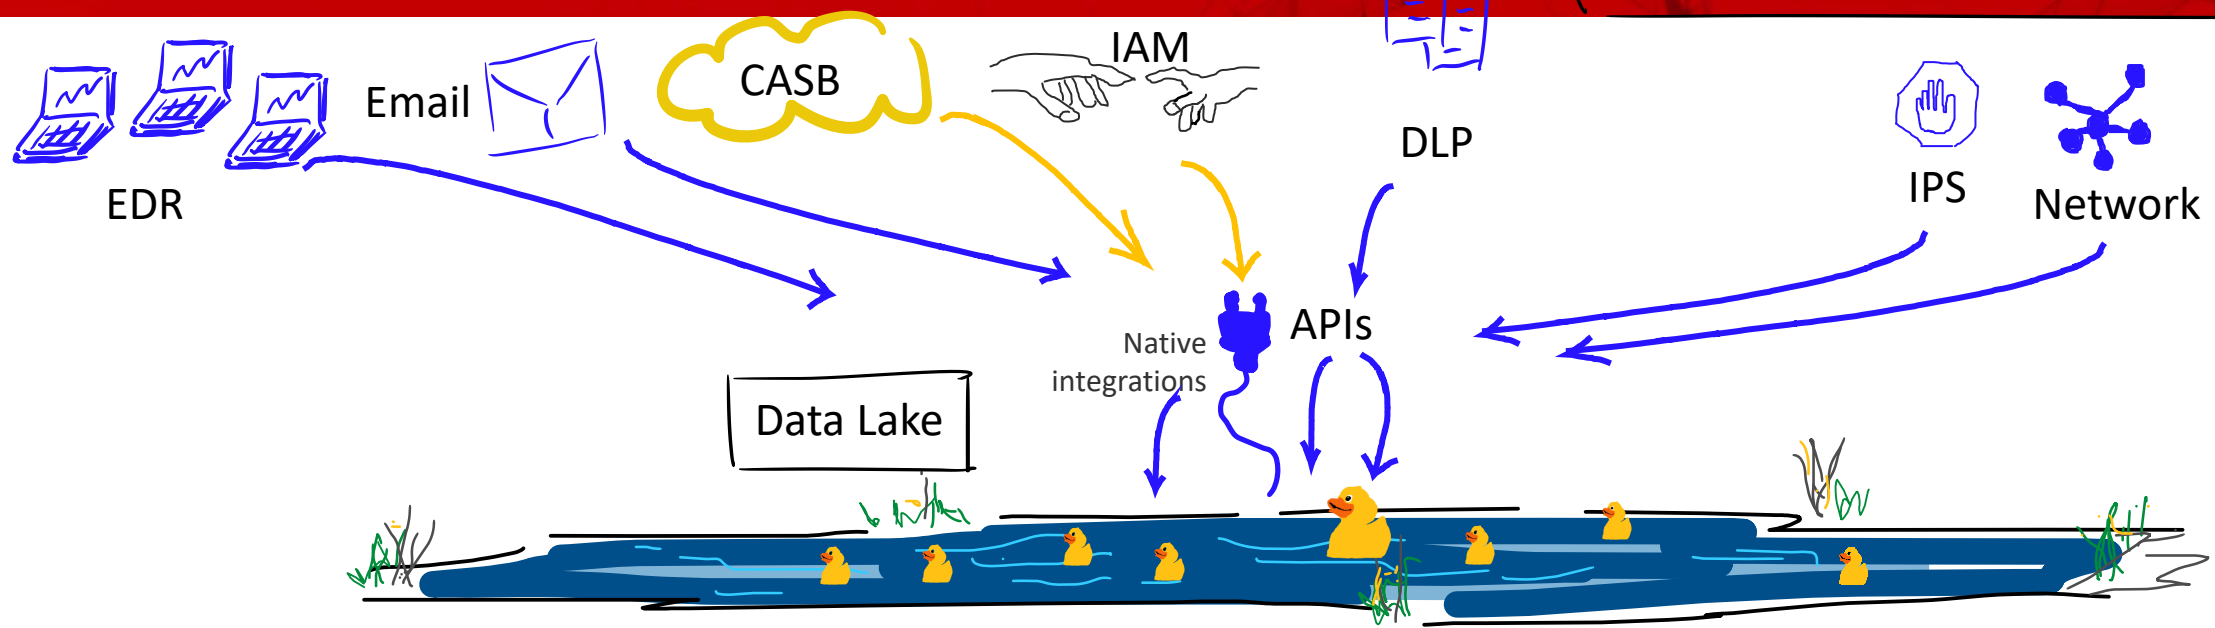 EDR
Email
CASB
IAM
DLP
IPS
Network
Native
integrations
APIs
Data Lake